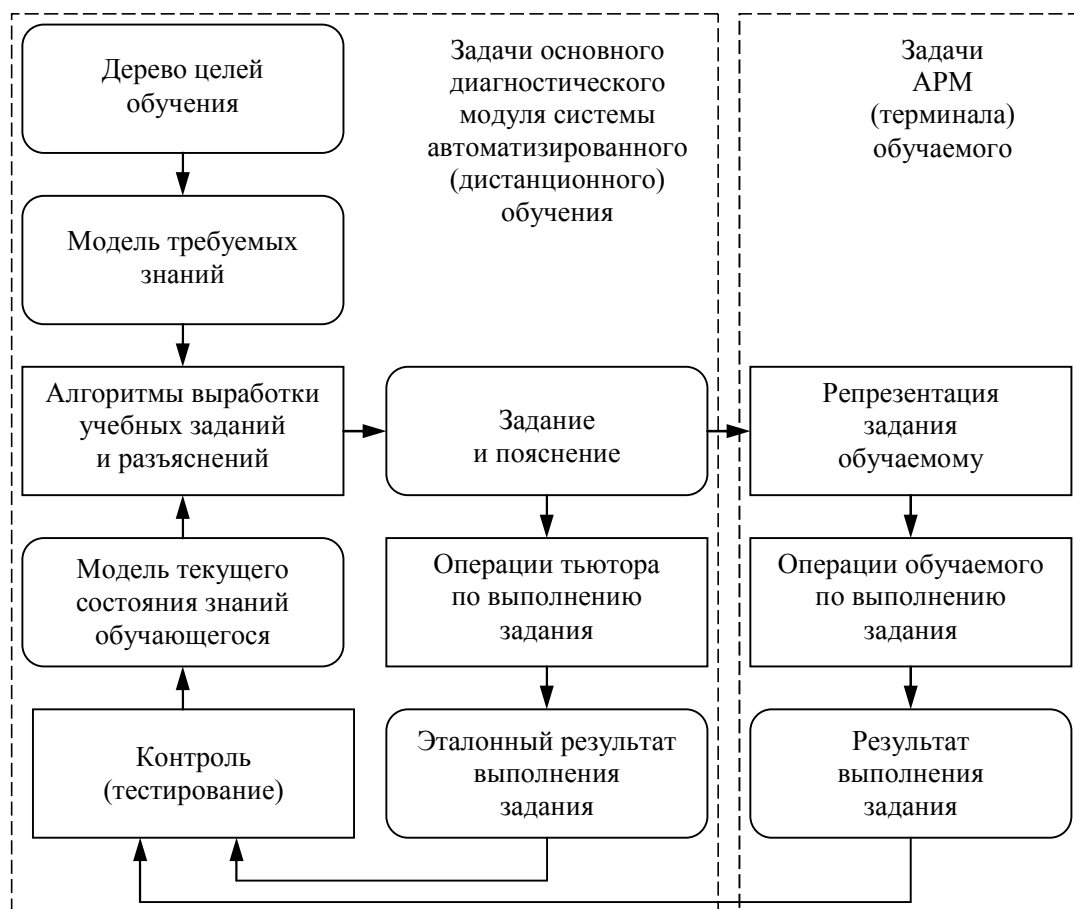 Дерево целей
обучения
Задачи основного
диагностического
модуля системы
автоматизированного
(дистанционного)
обучения
Задачи
АРМ
(терминала)
обучаемого
Модель требуемых
знаний
Алгоритмы выработки
учебных заданий
и разъяснений
Задание
и пояснение
Репрезентация
задания
обучаемому
Модель текущего
состояния знаний
обучающегося
Операции тьютора
по выполнению
задания
Операции обучаемого
по выполнению
задания
Контроль
(тестирование)
Эталонный результат
выполнения
задания
Результат
выполнения
задания